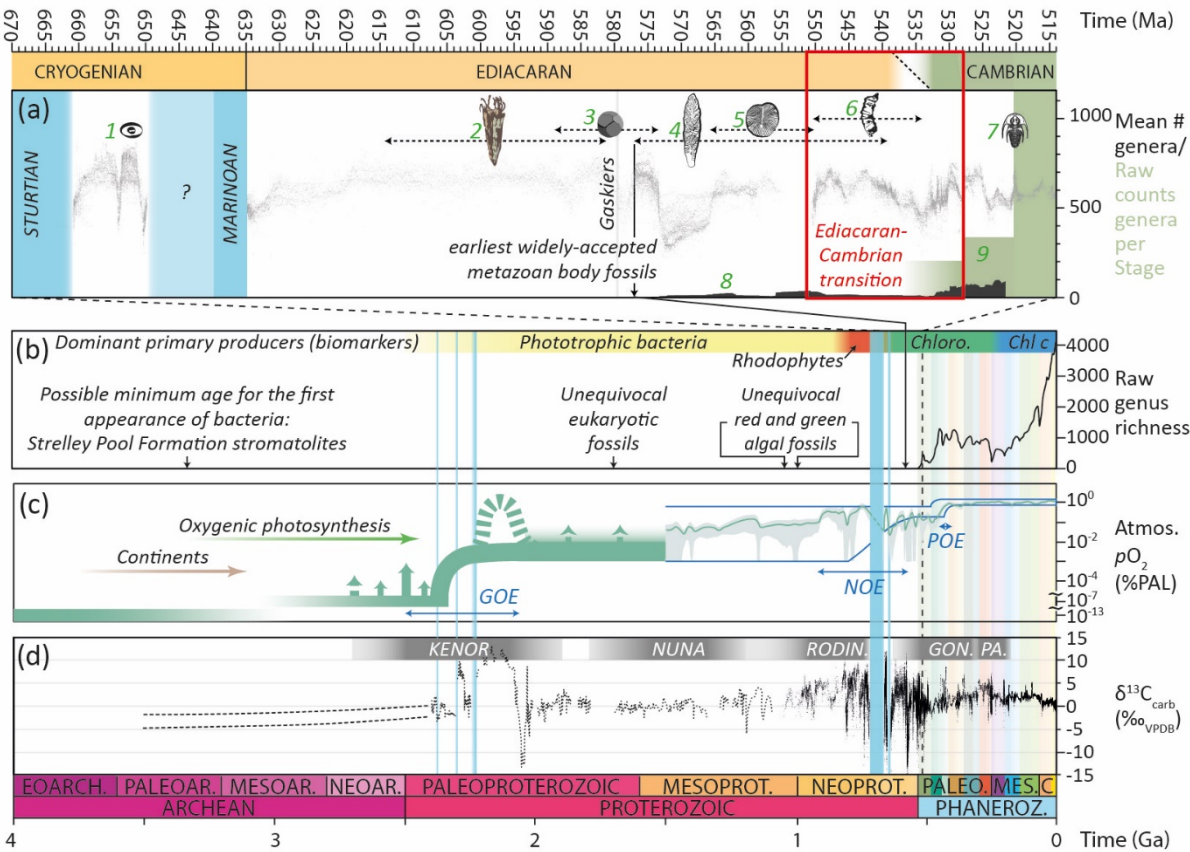 670 665 660 655 650 645 640 635 630 625 620 615 610 605 600 595 590 585 580 575 570 565 560 555 550 540 530 525 520 514 Time (Ma)
CRYOGENIAN EDIACARAN CAMBRIAN
(a)
1 2 3 4 5 6 7
STURTIAN ? MARINOAN Gaskiers
earliest widely-accepted
metazoan body fossils
Ediacaran-
Cambrian
transition
8 9
1000
500
0
Mean #
genera/
Raw
counts
genera
per
Stage
(b) Dominant primary producers (biomarkers) Phototrophic bacteria Rhodophytes Chloro. Chl c
Possible minimum age for the first
appearance of bacteria:
Strelley Pool Formation stromatolites
Unequivocal
eukaryotic
fossils
Unequivocal
red and green
algal fossils
4000
3000
2000
1000
0
Raw
genus
richness
(c)
Oxygenic photosynthesis
Continents
GOE NOE POE
10⁰
10⁻²
10⁻⁴
10⁻⁷
10⁻¹³
Atmos.
pO₂
(%PAL)
(d) KENOR NUNA RODIN. GON. PA.
15
10
5
0
-5
-10
-15
δ¹³Ccarb
(‰VPDB)
EOARCH. PALEOAR. MESOAR. NEOAR. PALEOPROTEROZOIC MESOPROT. NEOPROT. PALEO. MES. C
ARCHEAN PROTEROZOIC PHANEROZ.
4 3 2 1 0 Time (Ga)